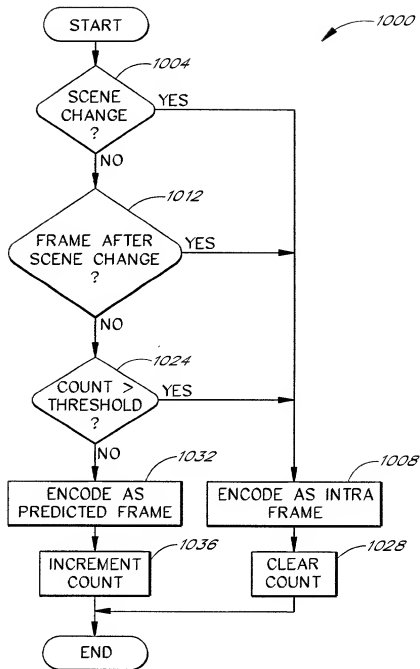 START
1000
1004
SCENE
CHANGE
?
YES
NO
1012
FRAME AFTER
SCENE CHANGE
?
YES
NO
1024
COUNT >
THRESHOLD
?
YES
NO
1032
ENCODE AS
PREDICTED FRAME
1008
ENCODE AS INTRA
FRAME
1036
INCREMENT
COUNT
1028
CLEAR
COUNT
END